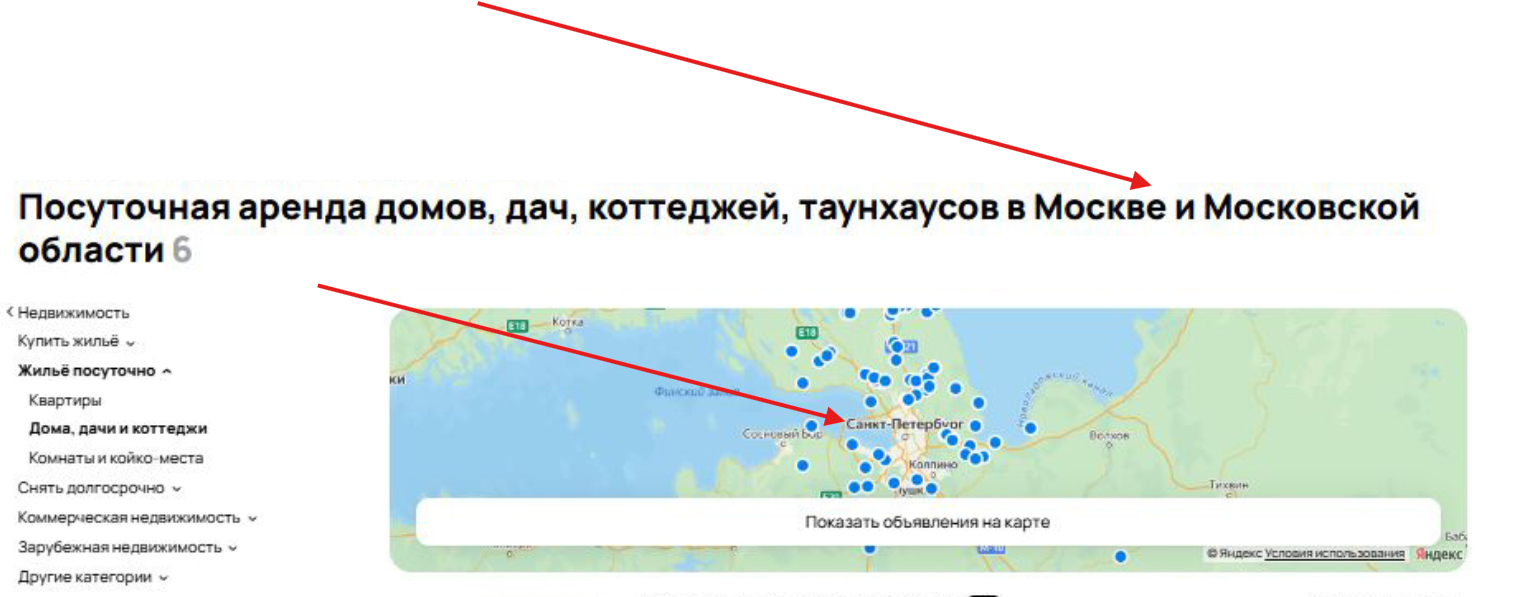 Посуточная аренда домов, дач, коттеджей, таунхаусов в Москве и Московской
области 6
Недвижимость
Купить жильё
Жильё посуточно
Квартиры
Дома, дачи и коттеджи
Комнаты и койко-места
Снять долгосрочно
Коммерческая недвижимость
Зарубежная недвижимость
Другие категории
E18
Котка
E18
ки
Финский залив
Санкт-Петербург
Сосновый Бор
Волхов
Колпино
Тихвин
Показать объявления на карте
© Яндекс Условия использования Яндекс